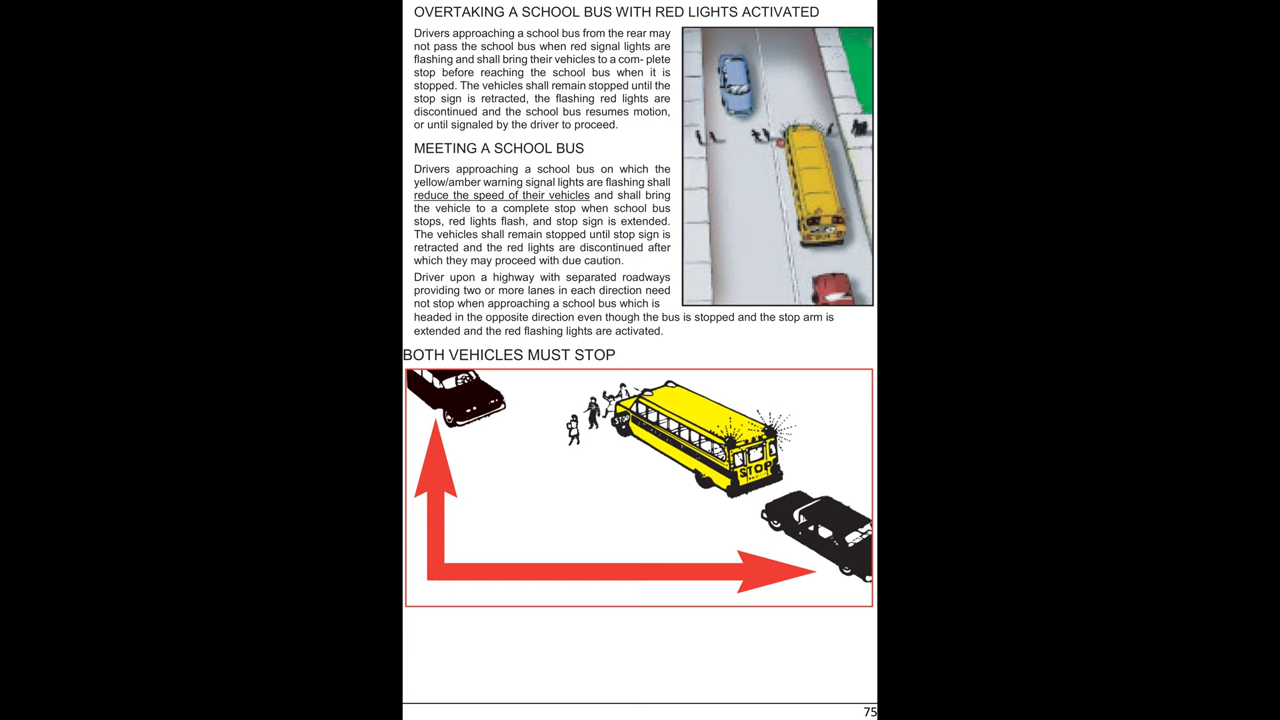 OVERTAKING A SCHOOL BUS WITH RED LIGHTS ACTIVATED
Drivers approaching a school bus from the rear may
not pass the school bus when red signal lights are
flashing and shall bring their vehicles to a com- plete
stop before reaching the school bus when it is
stopped. The vehicles shall remain stopped until the
stop sign is retracted, the flashing red lights are
discontinued and the school bus resumes motion,
or until signaled by the driver to proceed.
MEETING A SCHOOL BUS
Drivers approaching a school bus on which the
yellow/amber warning signal lights are flashing shall
reduce the speed of their vehicles and shall bring
the vehicle to a complete stop when school bus
stops, red lights flash, and stop sign is extended.
The vehicles shall remain stopped until stop sign is
retracted and the red lights are discontinued after
which they may proceed with due caution.
Driver upon a highway with separated roadways
providing two or more lanes in each direction need
not stop when approaching a school bus which is
headed in the opposite direction even though the bus is stopped and the stop arm is
extended and the red flashing lights are activated.
BOTH VEHICLES MUST STOP
STOP
STOP
75